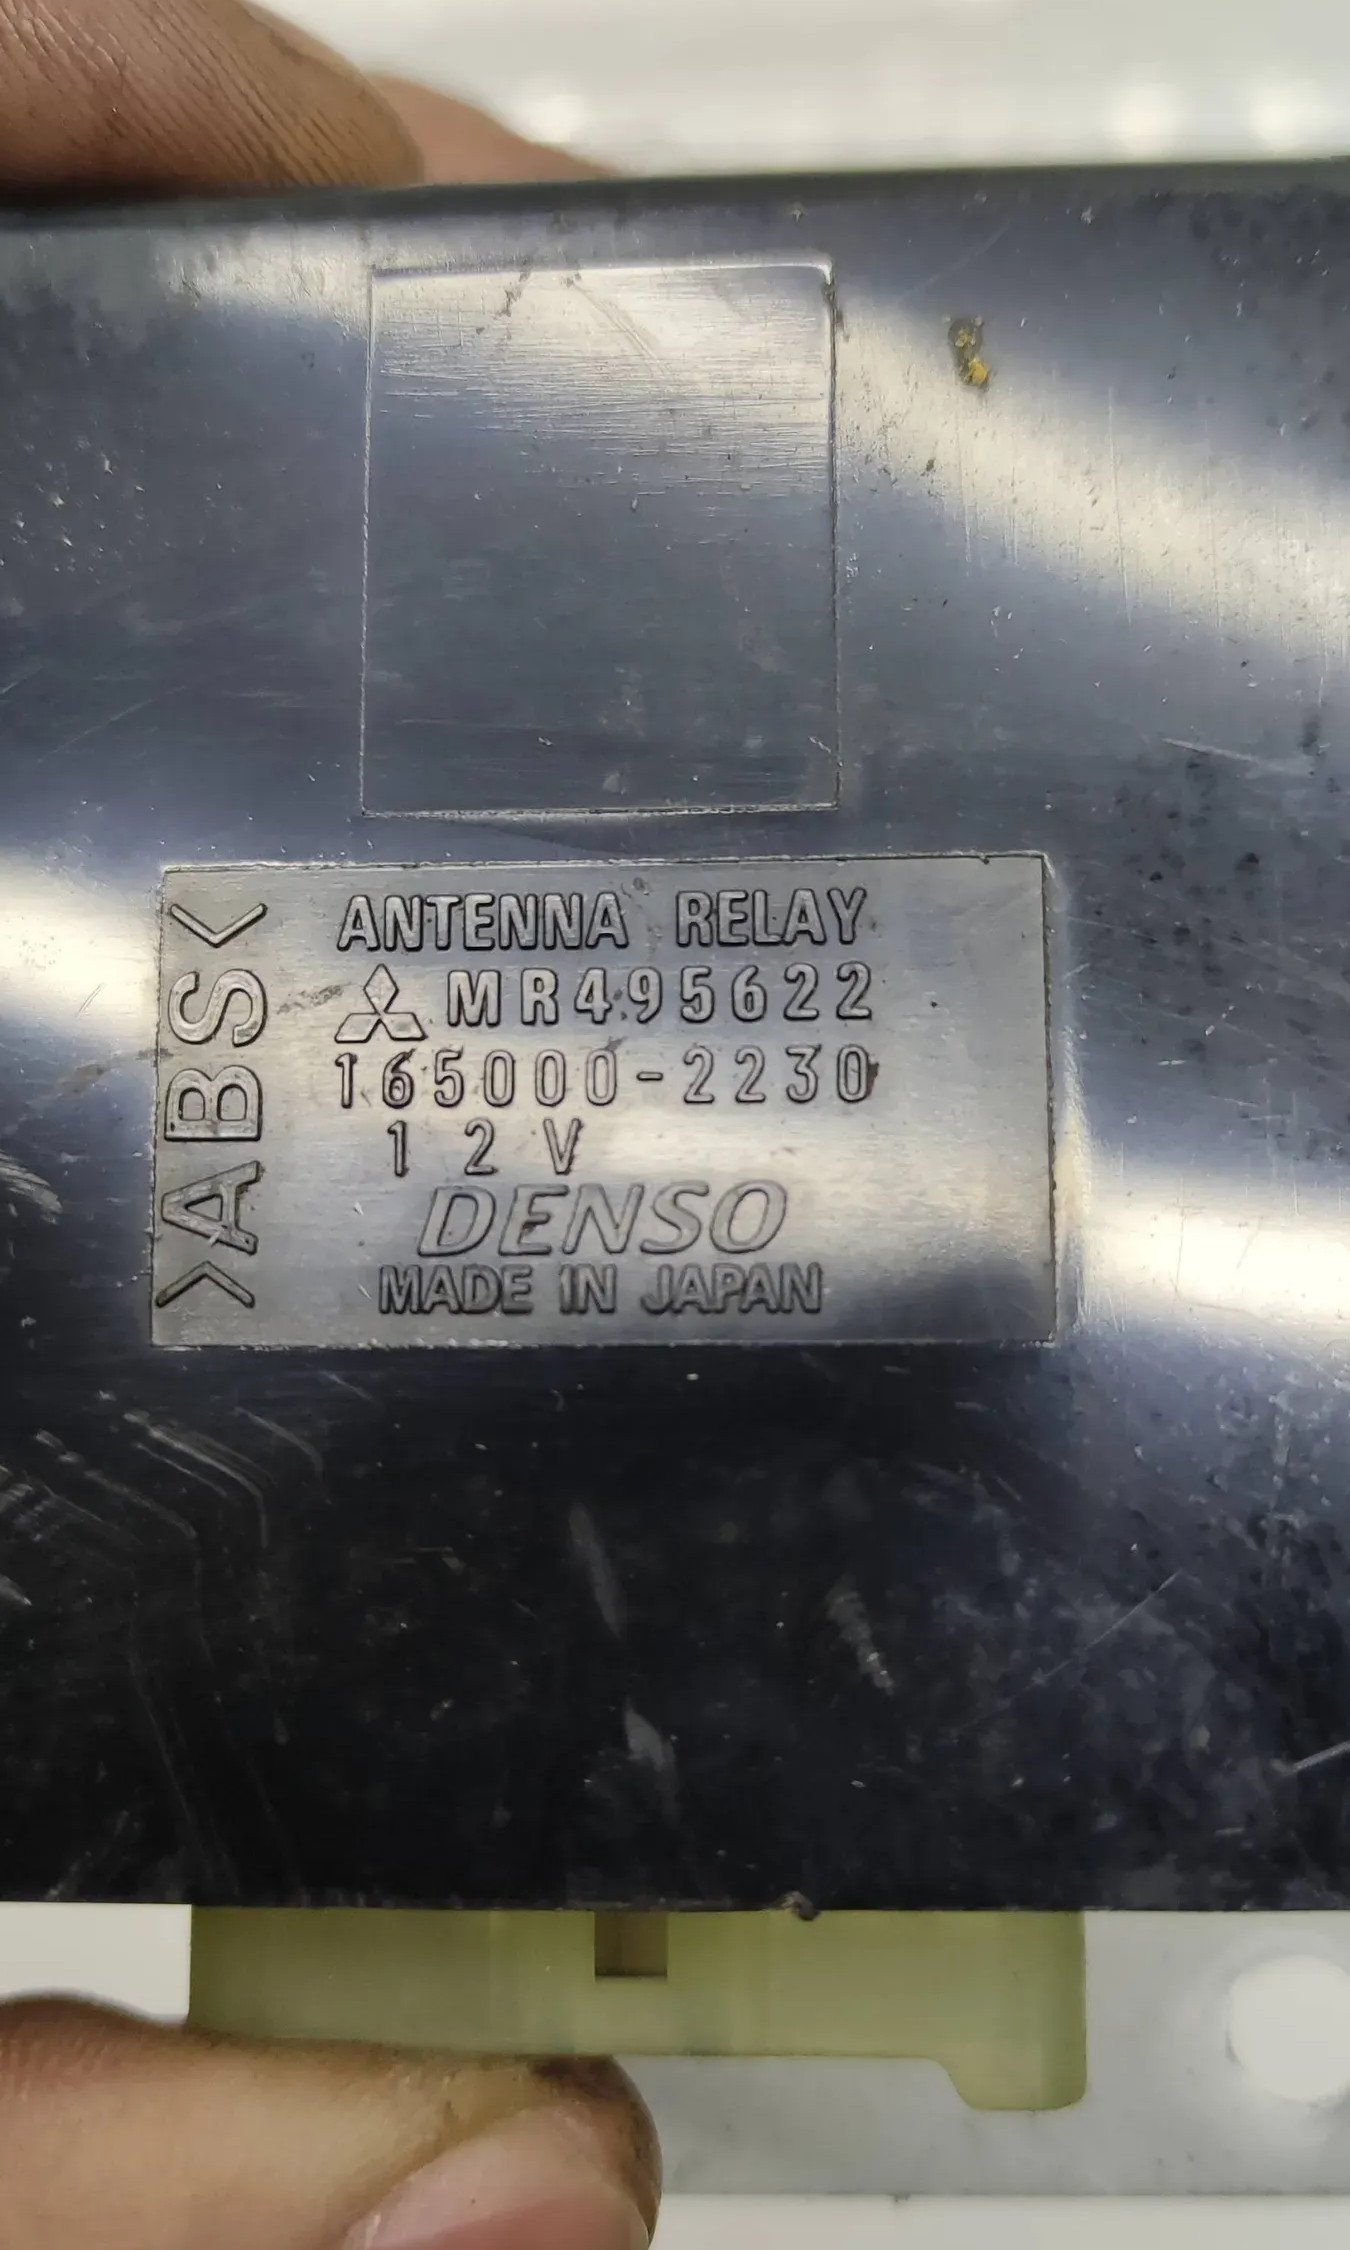 ANTENNA RELAY
MR495622
165000-2230
12V
DENSO
MADE IN JAPAN
>ABS<